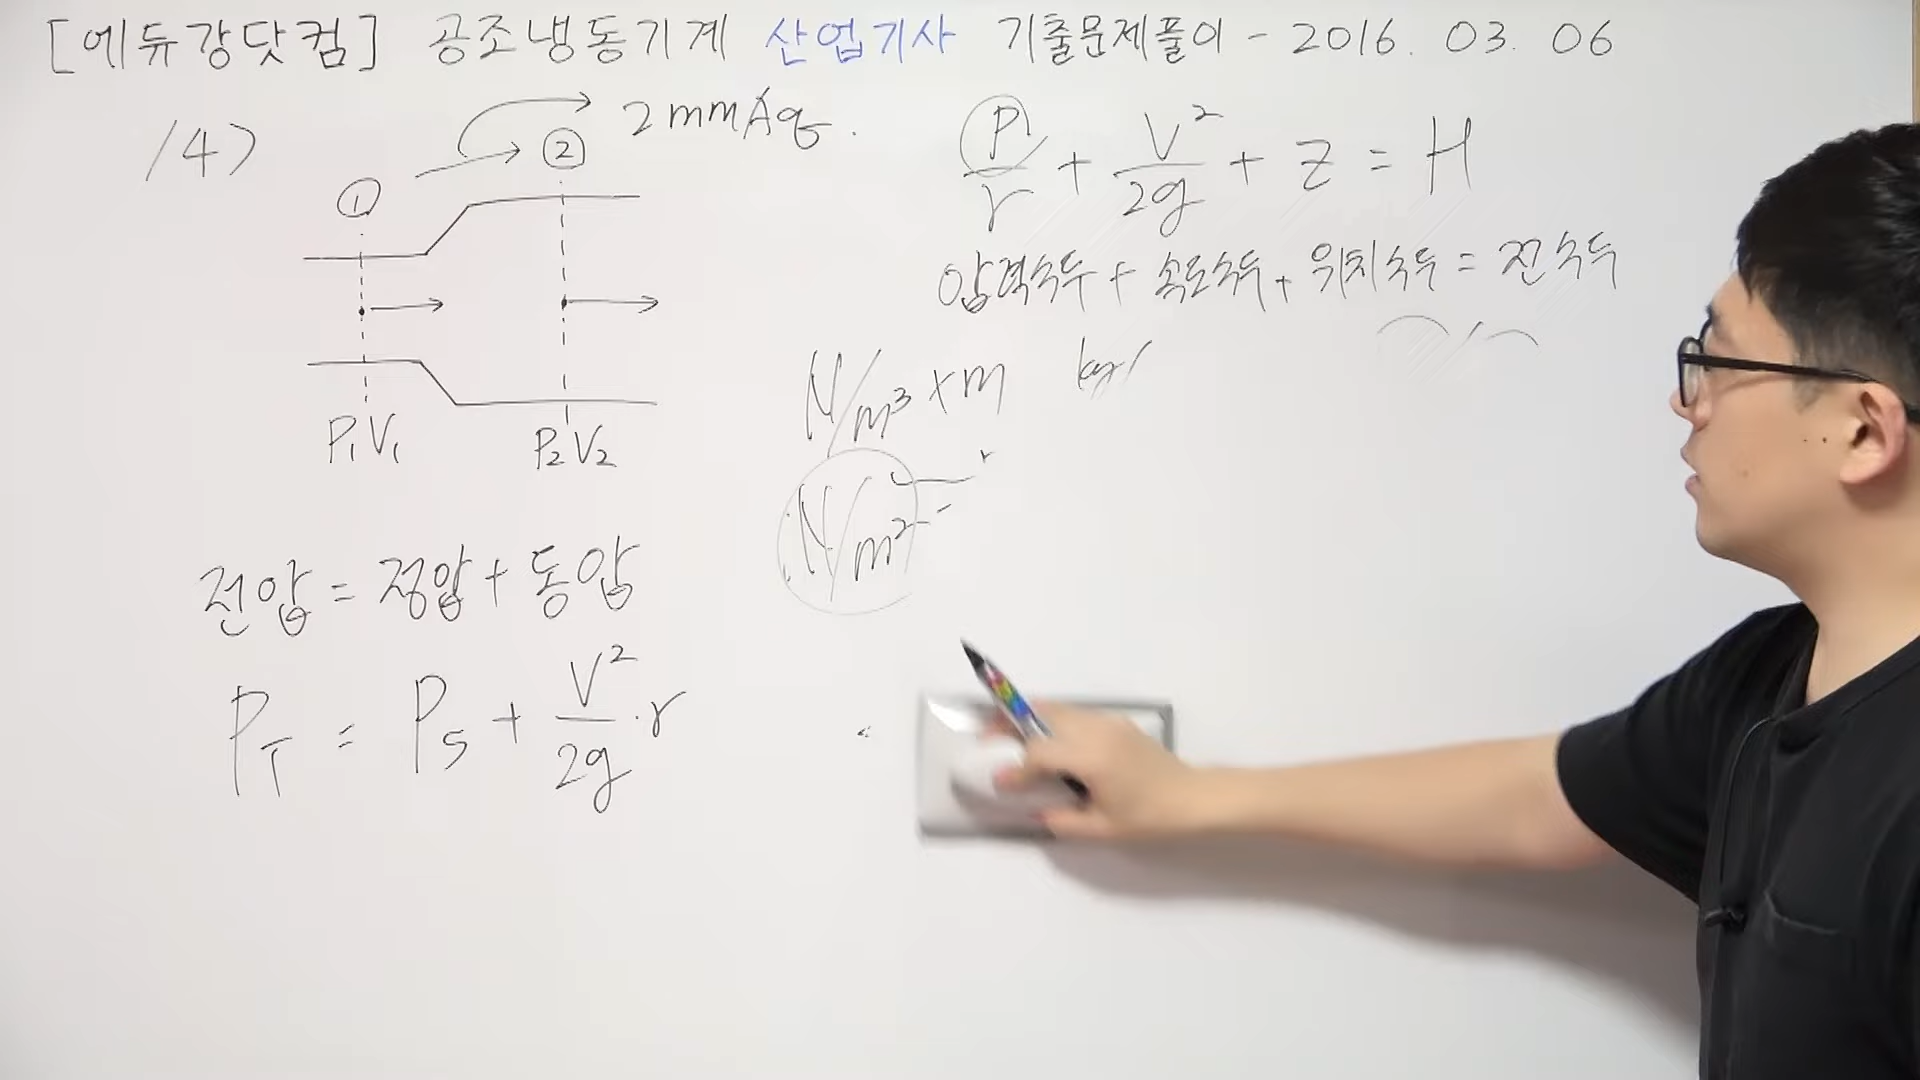 [에듀강닷컴] 공조냉동기계 산업기사 기출문제풀이 - 2016. 03. 06
14)
① → ② 2mmAq.
P/r + V²/2g + z = H
압력수두 + 속도수두 + 위치수두 = 전수두
N/m³ × m
P₁V₁ P₂V₂
N/m²
전압 = 정압 + 동압
P_T = P_S + V²/2g · r